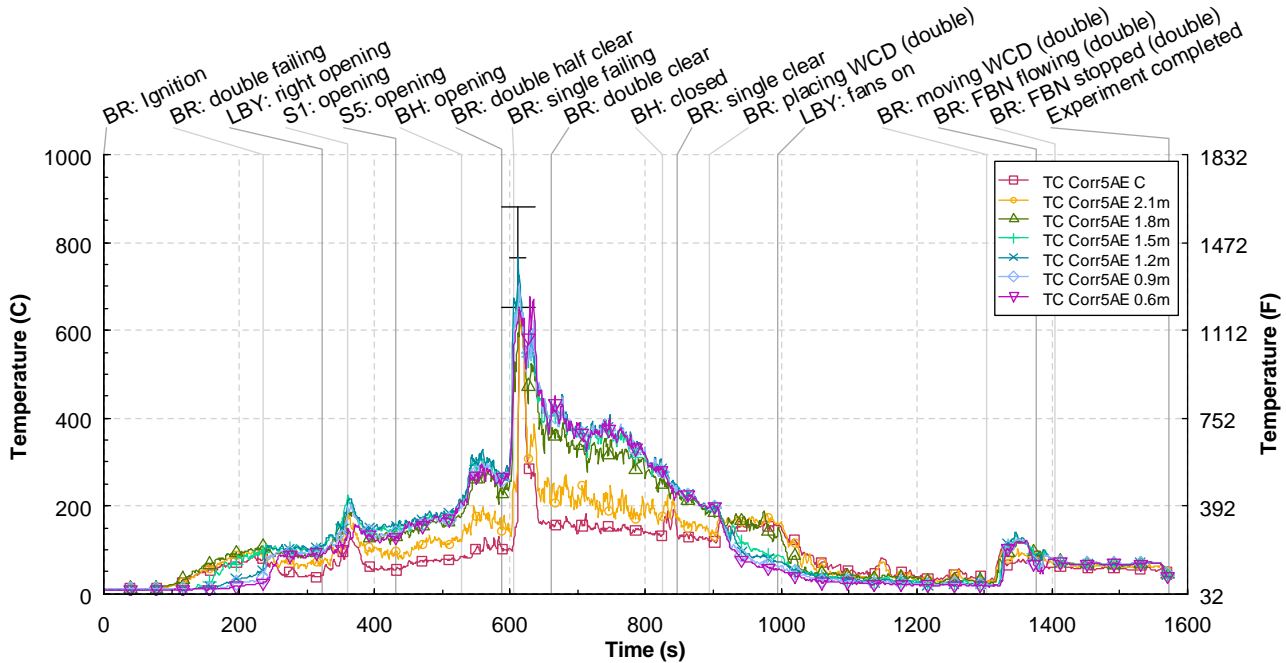 BR: Ignition
BR: double failing
LBY: right opening
S1: opening
S5: opening
BH: opening
BR: double half clear
BR: single failing
BR: double clear
BH: closed
BR: single clear
BR: placing WCD (double)
LBY: fans on
BR: moving WCD (double)
BR: FBN flowing (double)
BR: FBN stopped (double)
Experiment completed
1000
800
600
400
200
0
Temperature (C)
1832
1472
1112
752
392
32
Temperature (F)
TC Corr5AE C
TC Corr5AE 2.1m
TC Corr5AE 1.8m
TC Corr5AE 1.5m
TC Corr5AE 1.2m
TC Corr5AE 0.9m
TC Corr5AE 0.6m
0 200 400 600 800 1000 1200 1400 1600
Time (s)